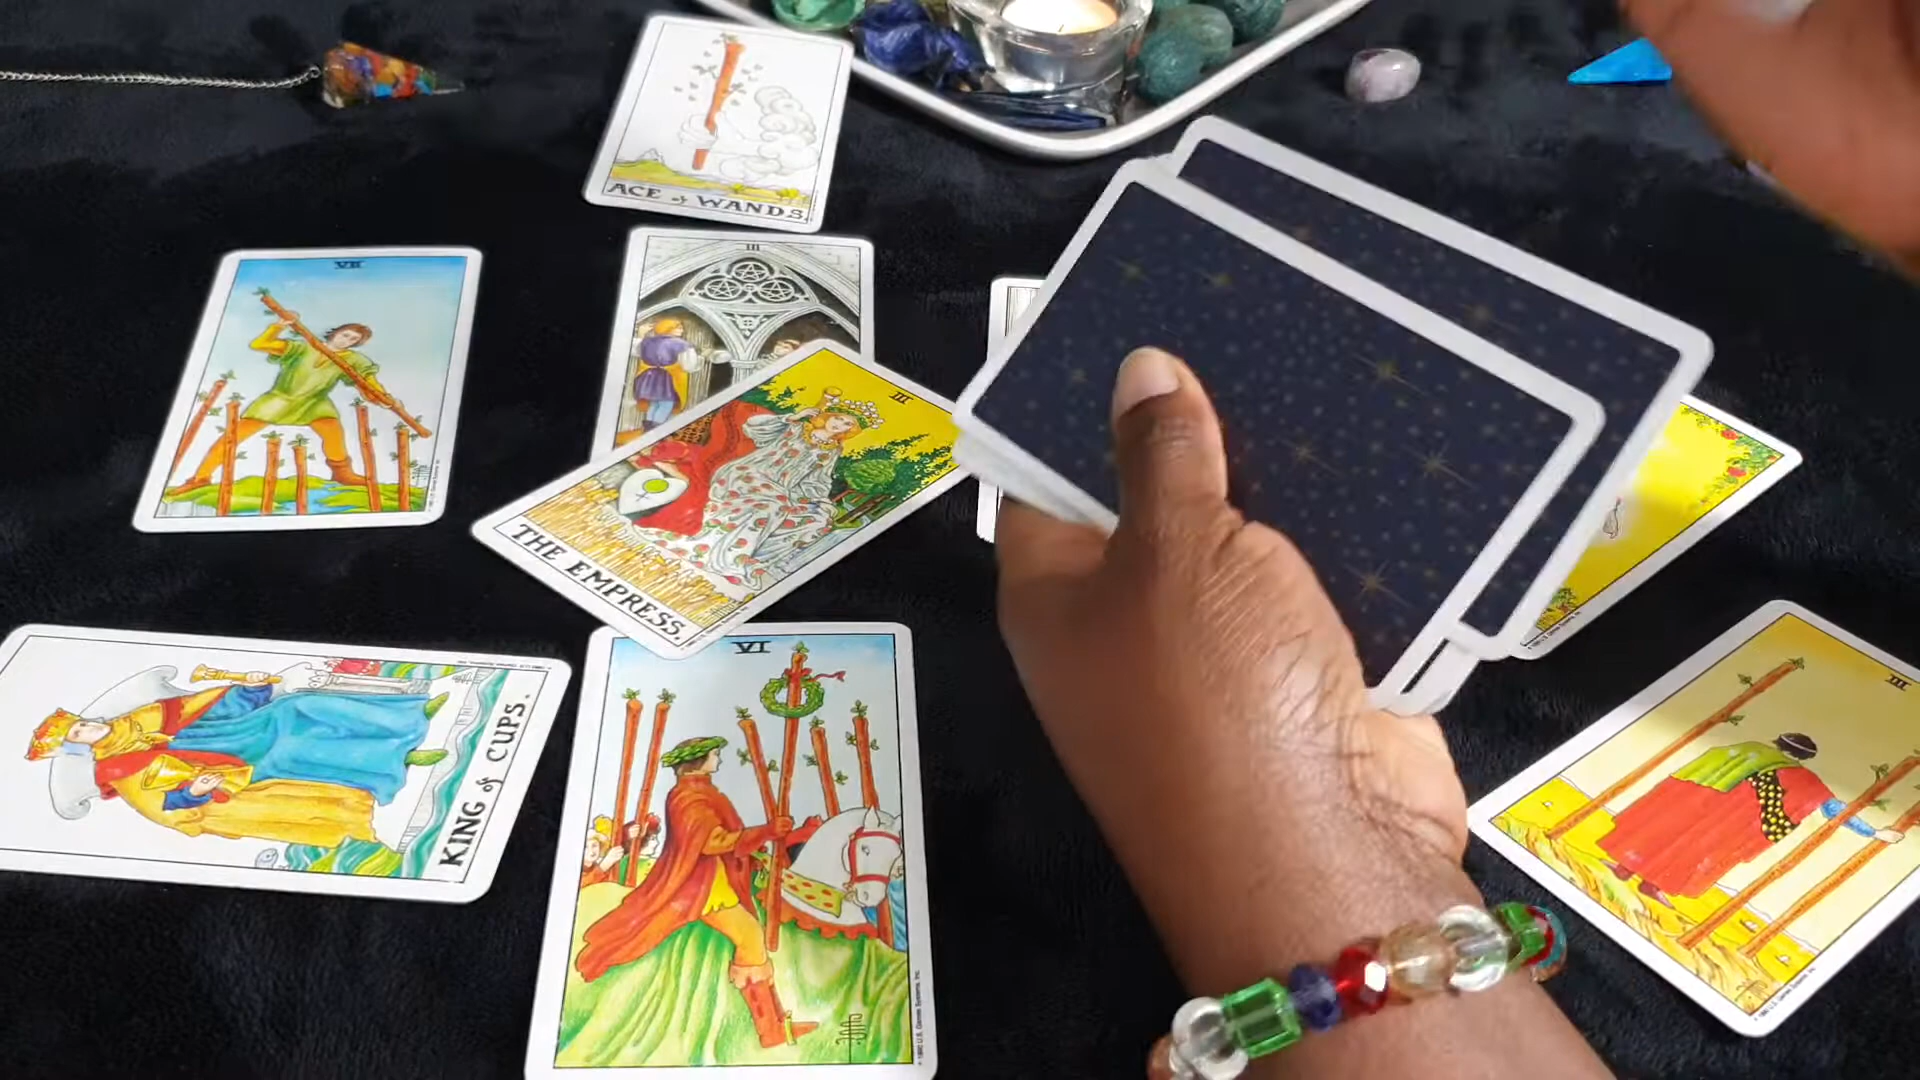 ACE of WANDS.
VII
III
III
THE EMPRESS.
VI
KING of CUPS.
III